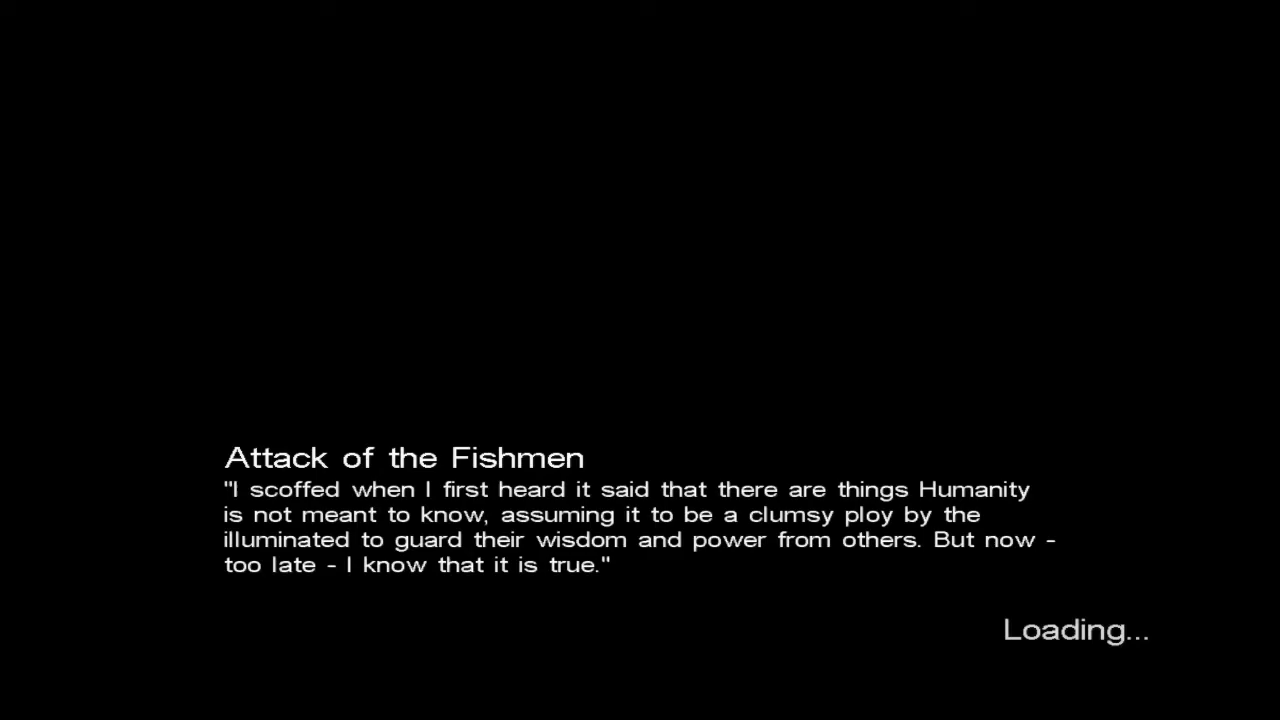 Attack of the Fishmen
"I scoffed when I first heard it said that there are things Humanity
is not meant to know, assuming it to be a clumsy ploy by the
illuminated to guard their wisdom and power from others. But now -
too late - I know that it is true."
Loading...